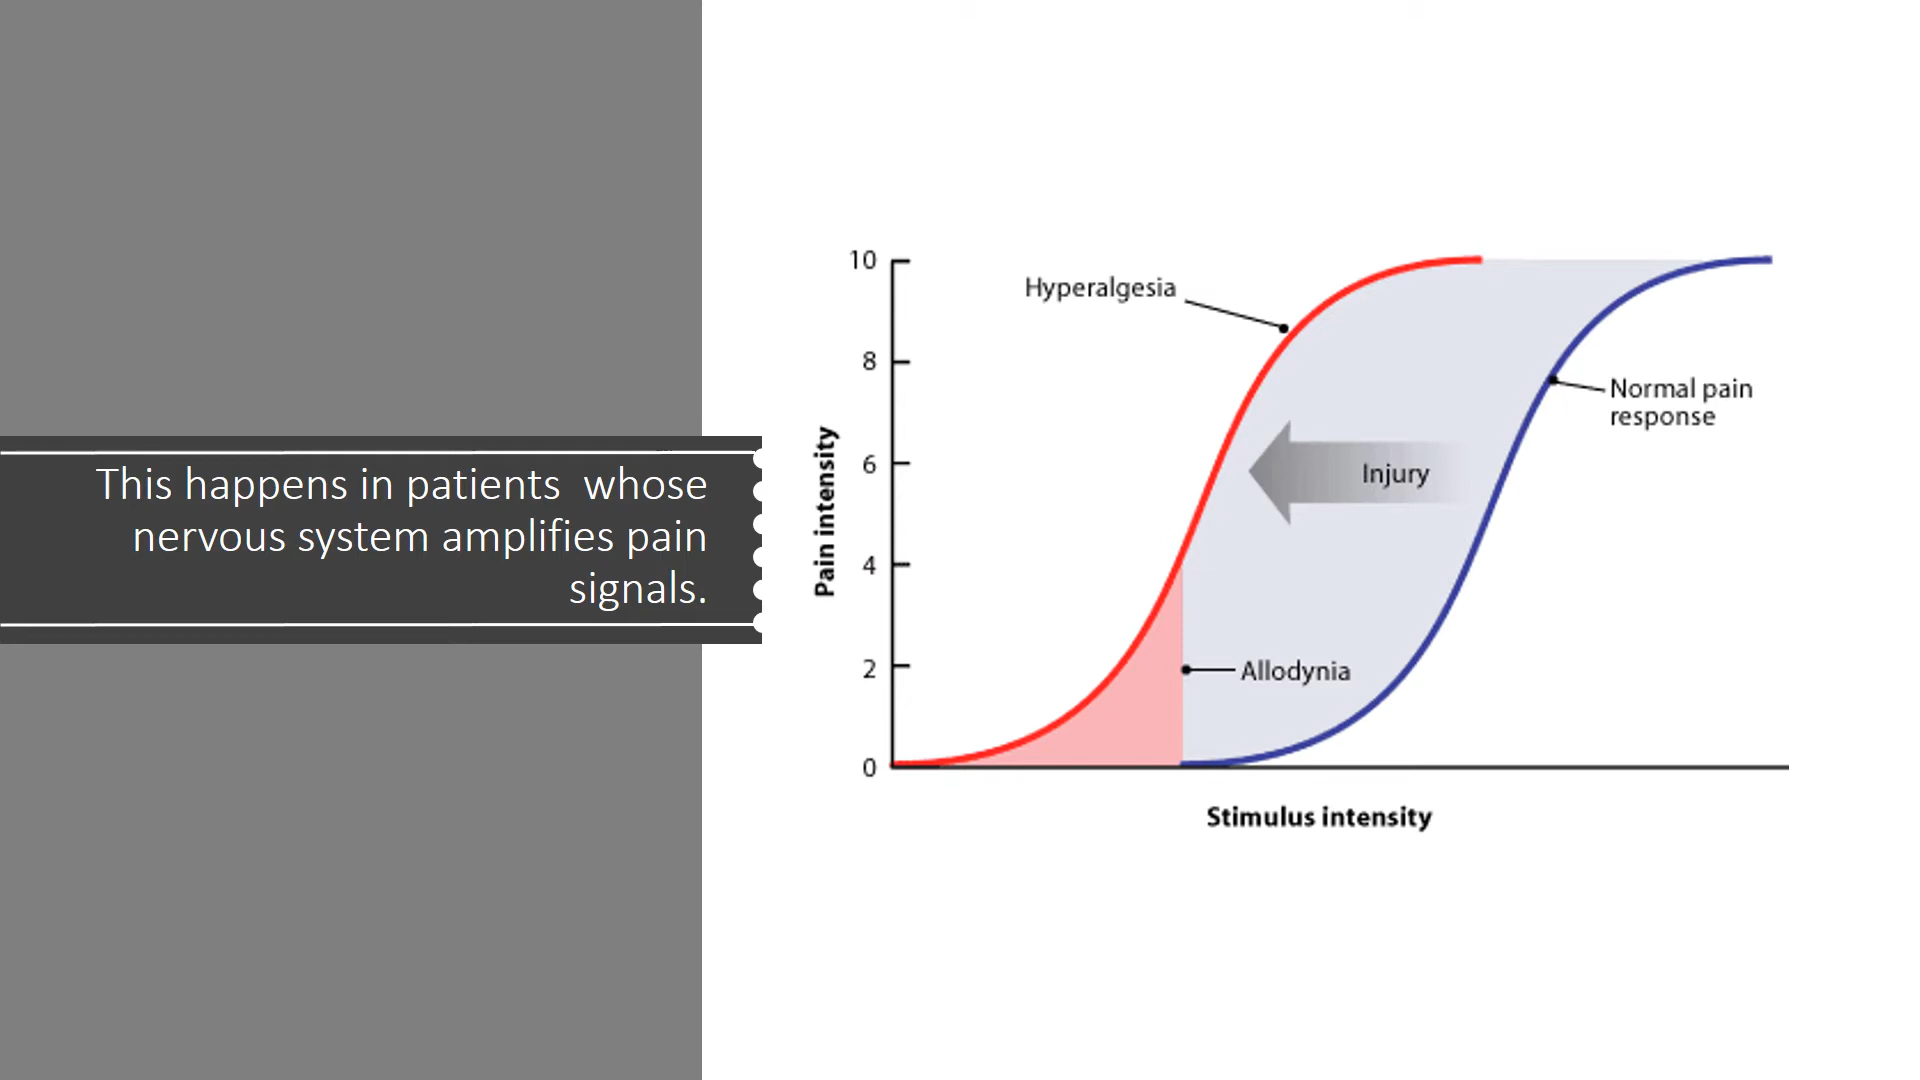 This happens in patients  whose
nervous system amplifies pain
signals.
10
8
6
4
2
0
Pain intensity
Hyperalgesia
Normal pain
response
Injury
Allodynia
Stimulus intensity